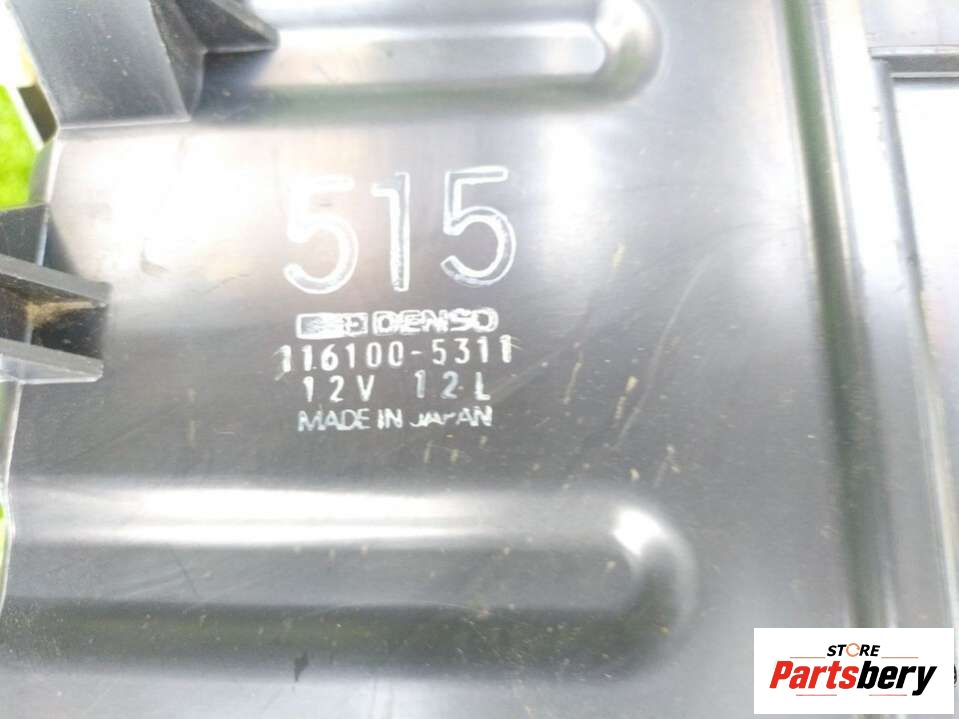 515
DENSO
116100-5311
12V 12L
MADE IN JAPAN
STORE
Partsbery